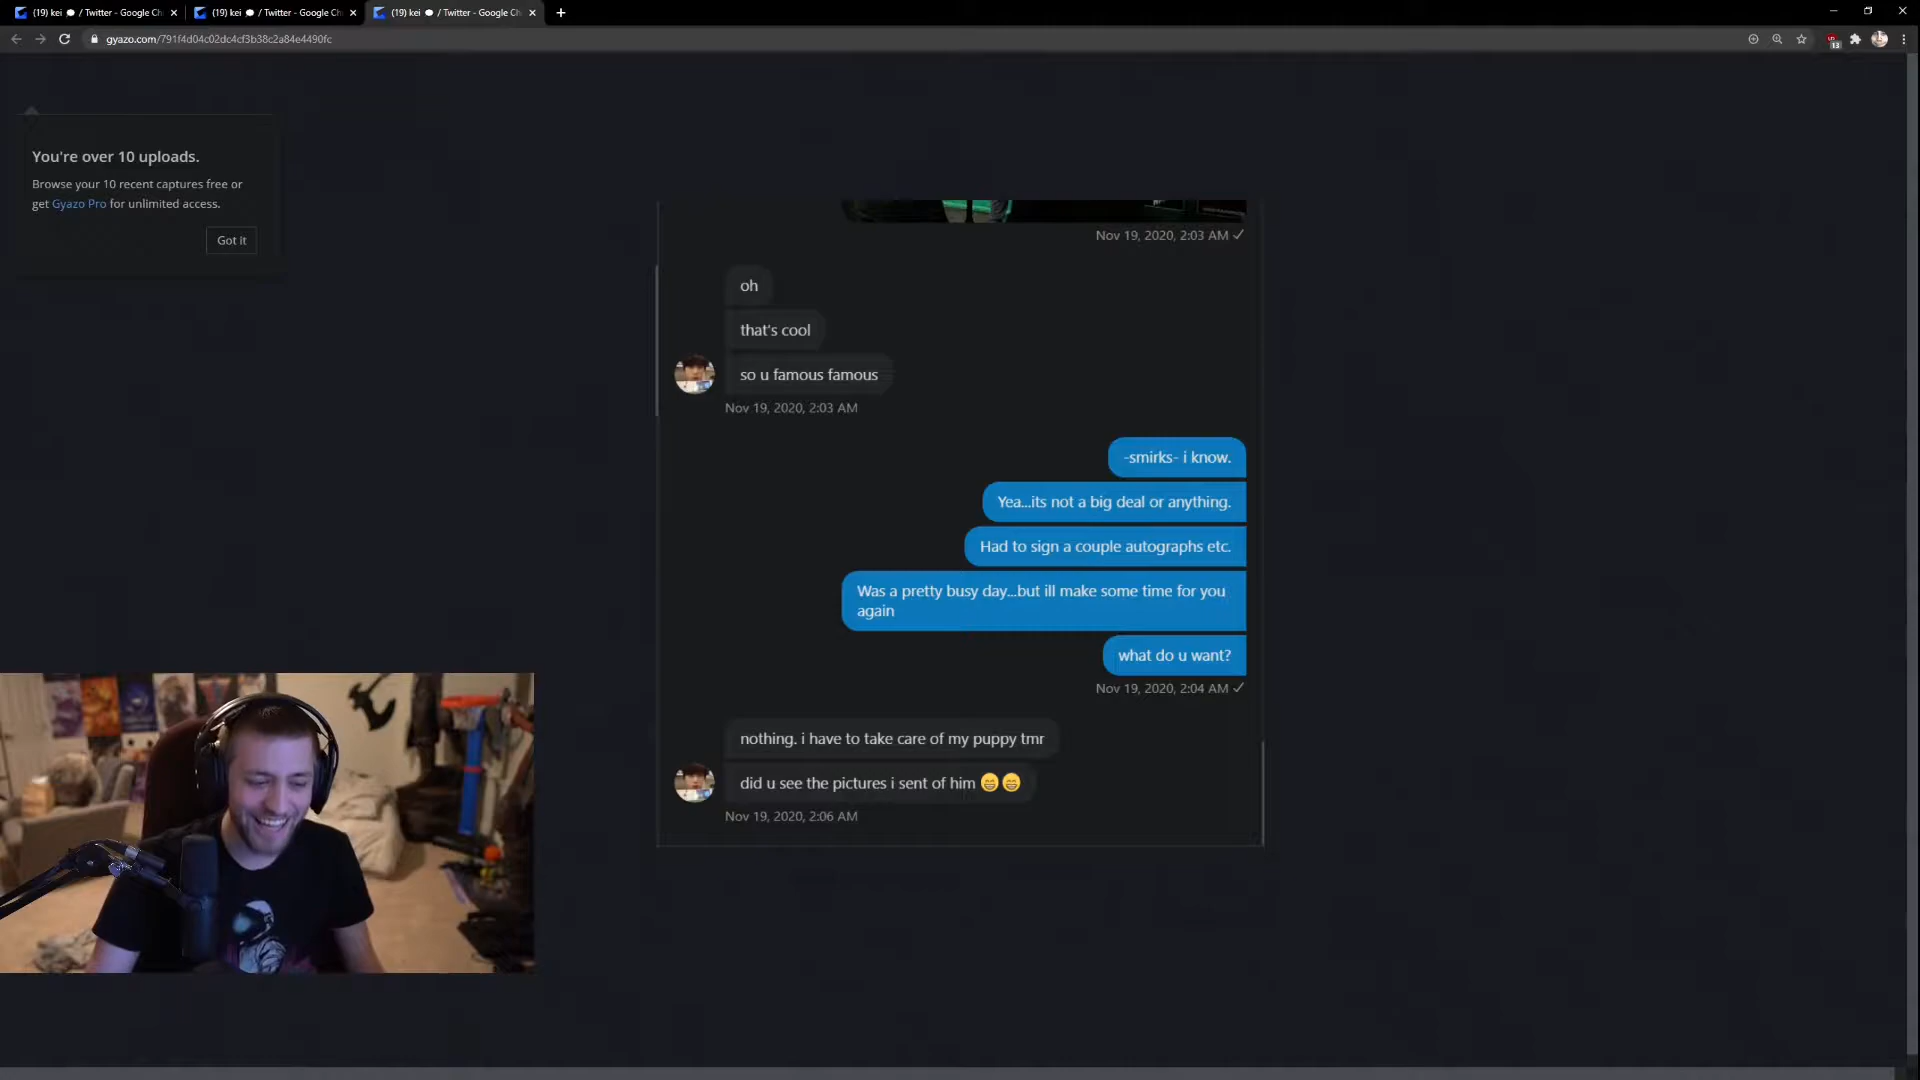 (19) kei 💬 / Twitter - Google Ch
(19) kei 💬 / Twitter - Google Ch
(19) kei 💬 / Twitter - Google Ch
gyazo.com/791f4d04c02dc4cf3b38c2a84e4490fc
13
You're over 10 uploads.
Browse your 10 recent captures free or
get Gyazo Pro for unlimited access.
Got it
Nov 19, 2020, 2:03 AM ✓
oh
that's cool
so u famous famous
Nov 19, 2020, 2:03 AM
-smirks- i know.
Yea...its not a big deal or anything.
Had to sign a couple autographs etc.
Was a pretty busy day...but ill make some time for you
again
what do u want?
Nov 19, 2020, 2:04 AM ✓
nothing. i have to take care of my puppy tmr
did u see the pictures i sent of him 😄😄
Nov 19, 2020, 2:06 AM